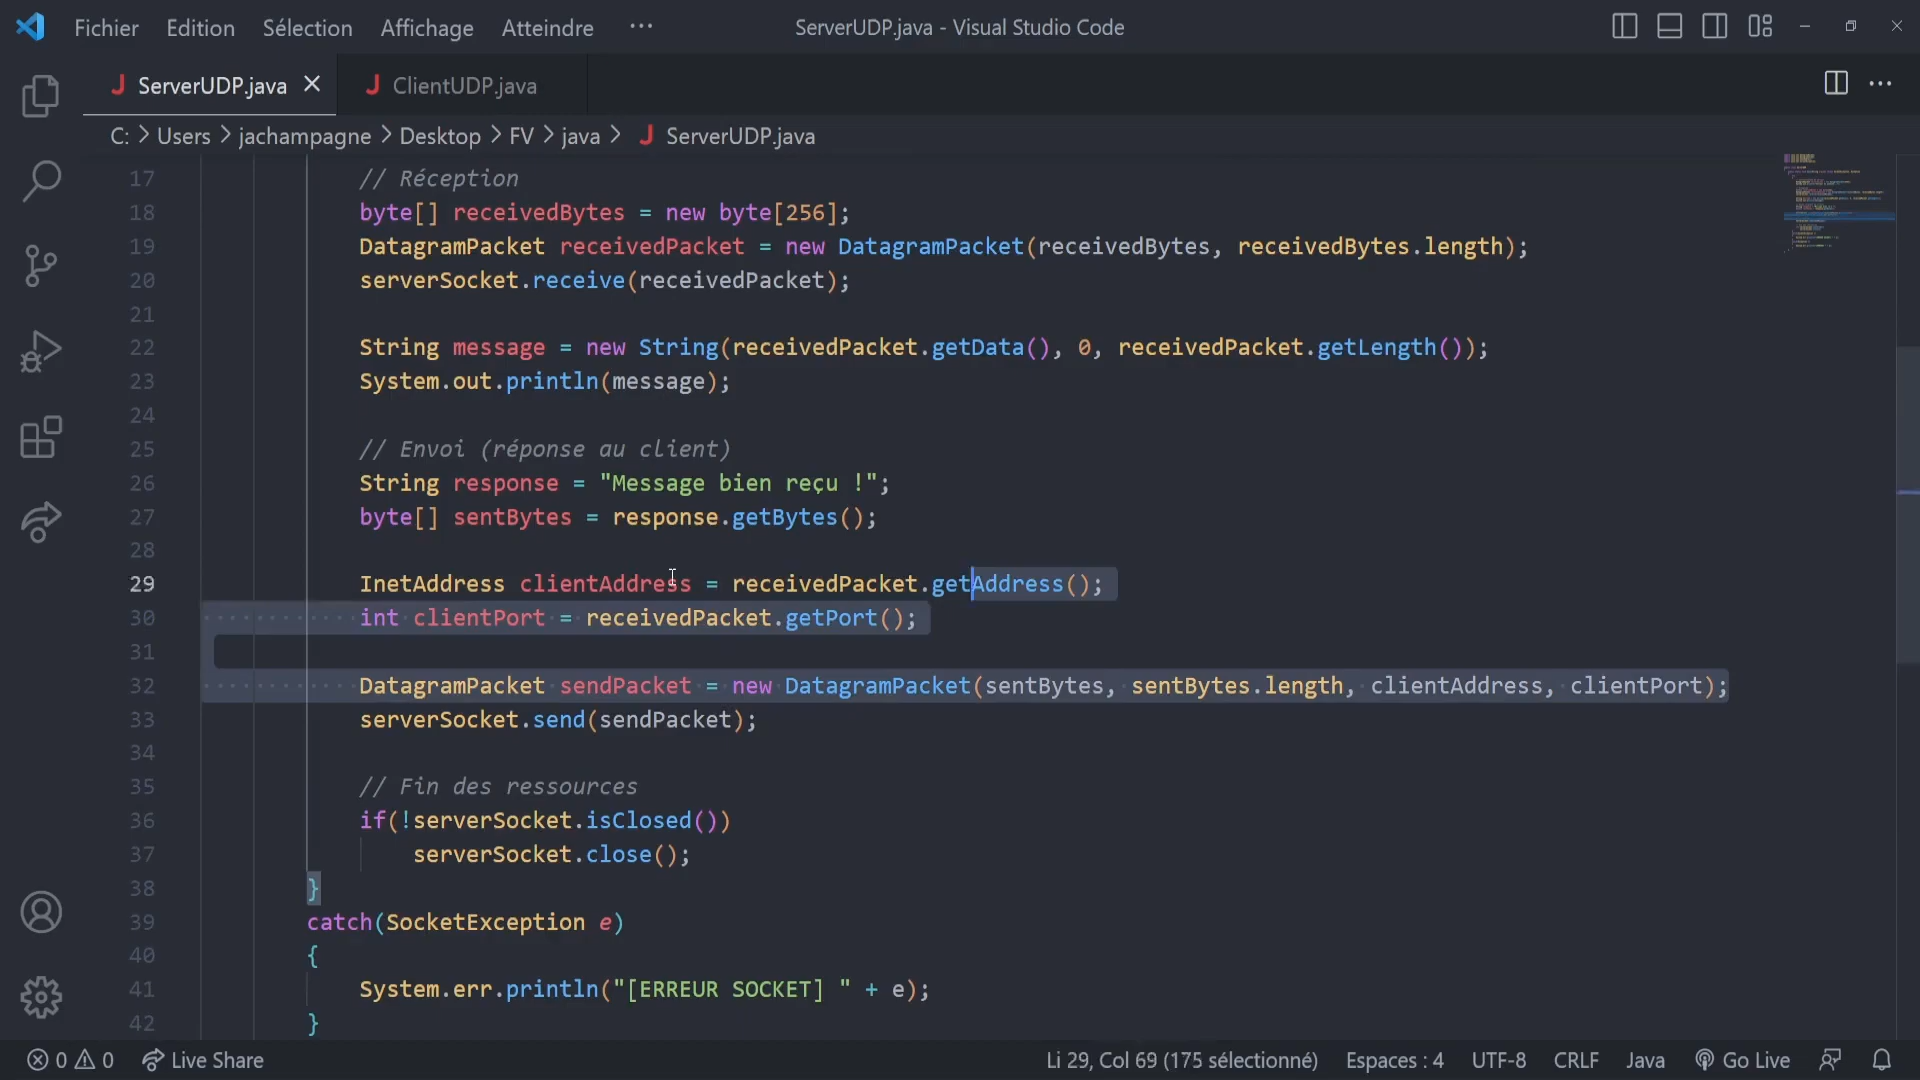 Fichier Edition Sélection Affichage Atteindre ··· ServerUDP.java - Visual Studio Code
J ServerUDP.java J ClientUDP.java
C: > Users > jachampagne > Desktop > FV > java > J ServerUDP.java
17 // Réception
18 byte[] receivedBytes = new byte[256];
19 DatagramPacket receivedPacket = new DatagramPacket(receivedBytes, receivedBytes.length);
20 serverSocket.receive(receivedPacket);
21
22 String message = new String(receivedPacket.getData(), 0, receivedPacket.getLength());
23 System.out.println(message);
24
25 // Envoi (réponse au client)
26 String response = "Message bien reçu !";
27 byte[] sentBytes = response.getBytes();
28
29 InetAddress clientAddress = receivedPacket.getAddress();
30 int clientPort = receivedPacket.getPort();
31
32 DatagramPacket sendPacket = new DatagramPacket(sentBytes, sentBytes.length, clientAddress, clientPort);
33 serverSocket.send(sendPacket);
34
35 // Fin des ressources
36 if(!serverSocket.isClosed())
37 serverSocket.close();
38 }
39 catch(SocketException e)
40 {
41 System.err.println("[ERREUR SOCKET] " + e);
42 }
0 0 Live Share Li 29, Col 69 (175 sélectionné) Espaces : 4 UTF-8 CRLF Java Go Live